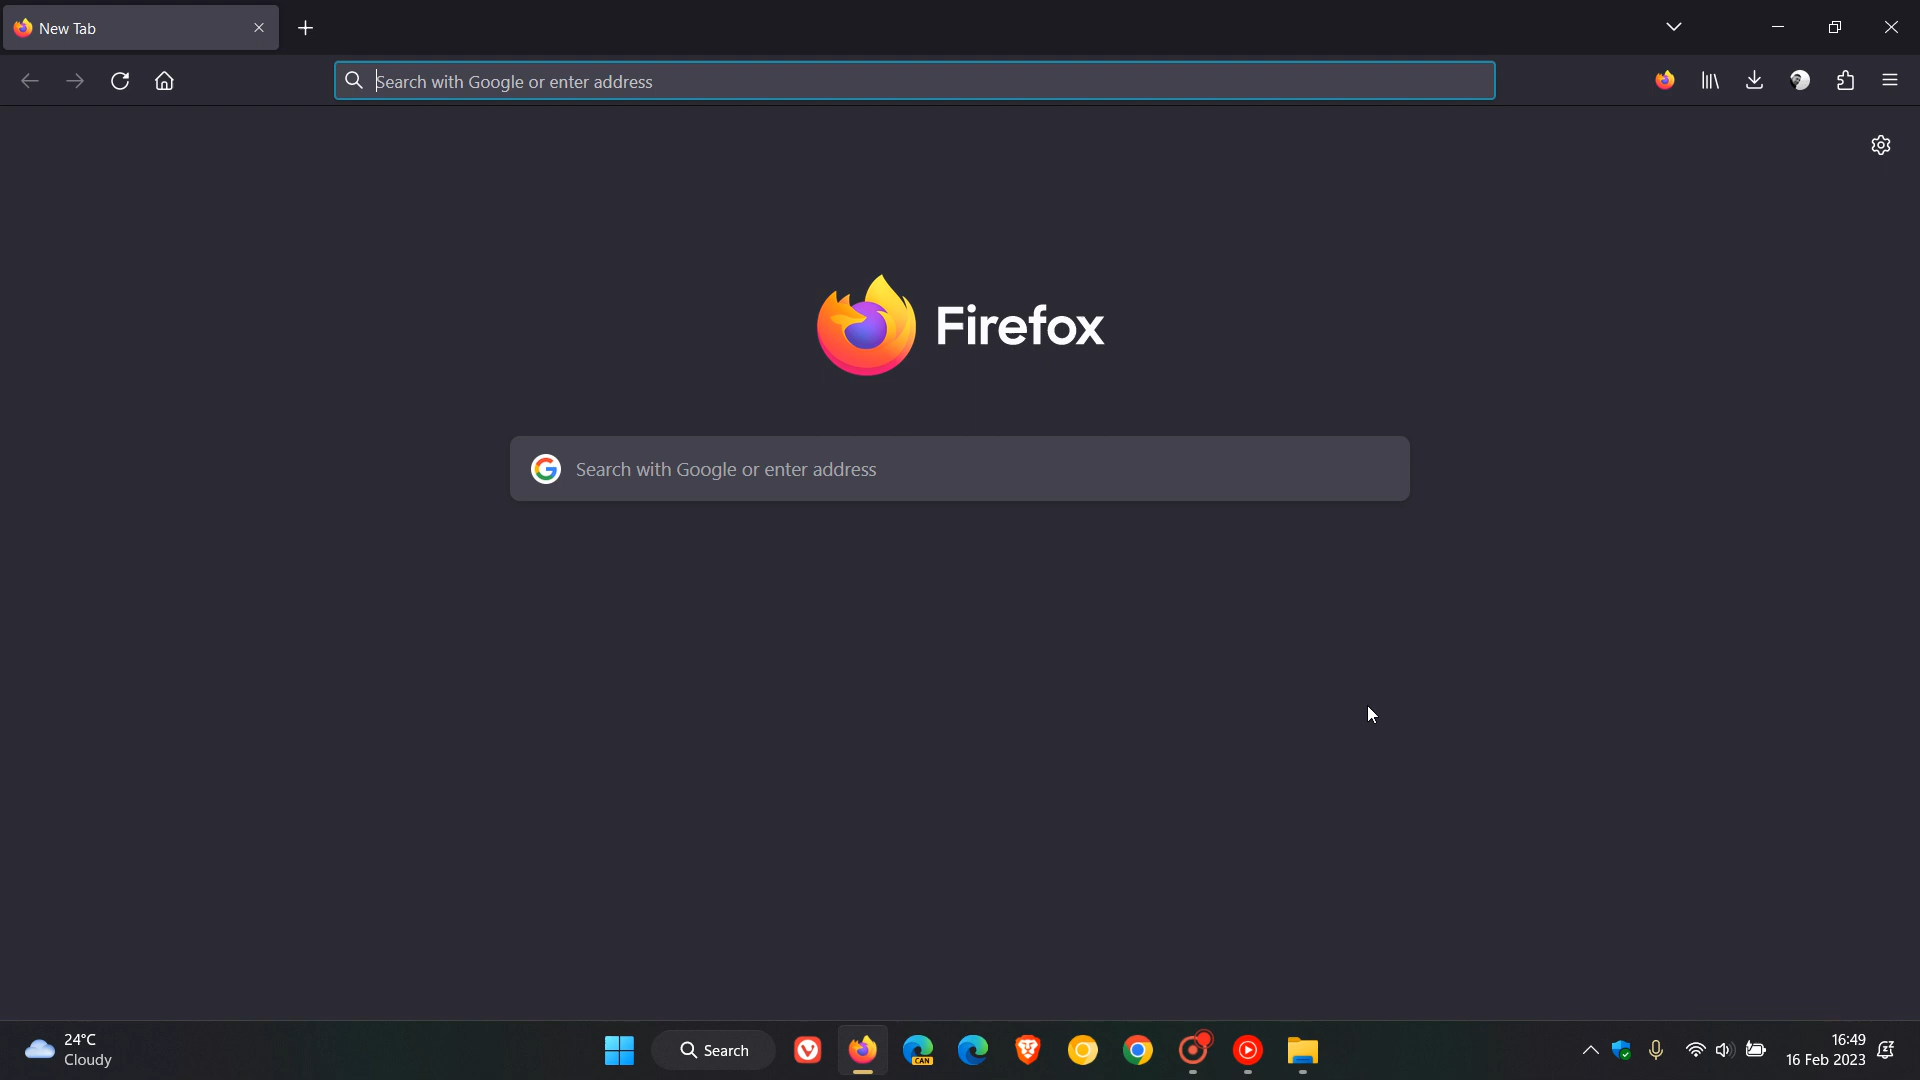 New Tab
Search with Google or enter address
Firefox
Search with Google or enter address
24°C
Cloudy
Search
CAN
16:49
16 Feb 2023